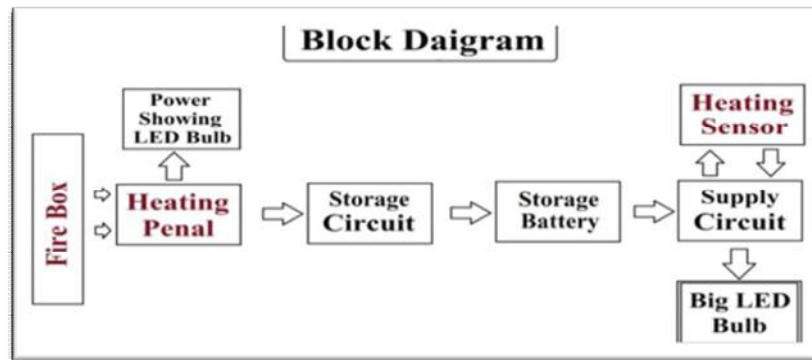 Block Daigram
Power
Showing
LED Bulb
Heating
Sensor
Fire Box
Heating
Penal
Storage
Circuit
Storage
Battery
Supply
Circuit
Big LED
Bulb